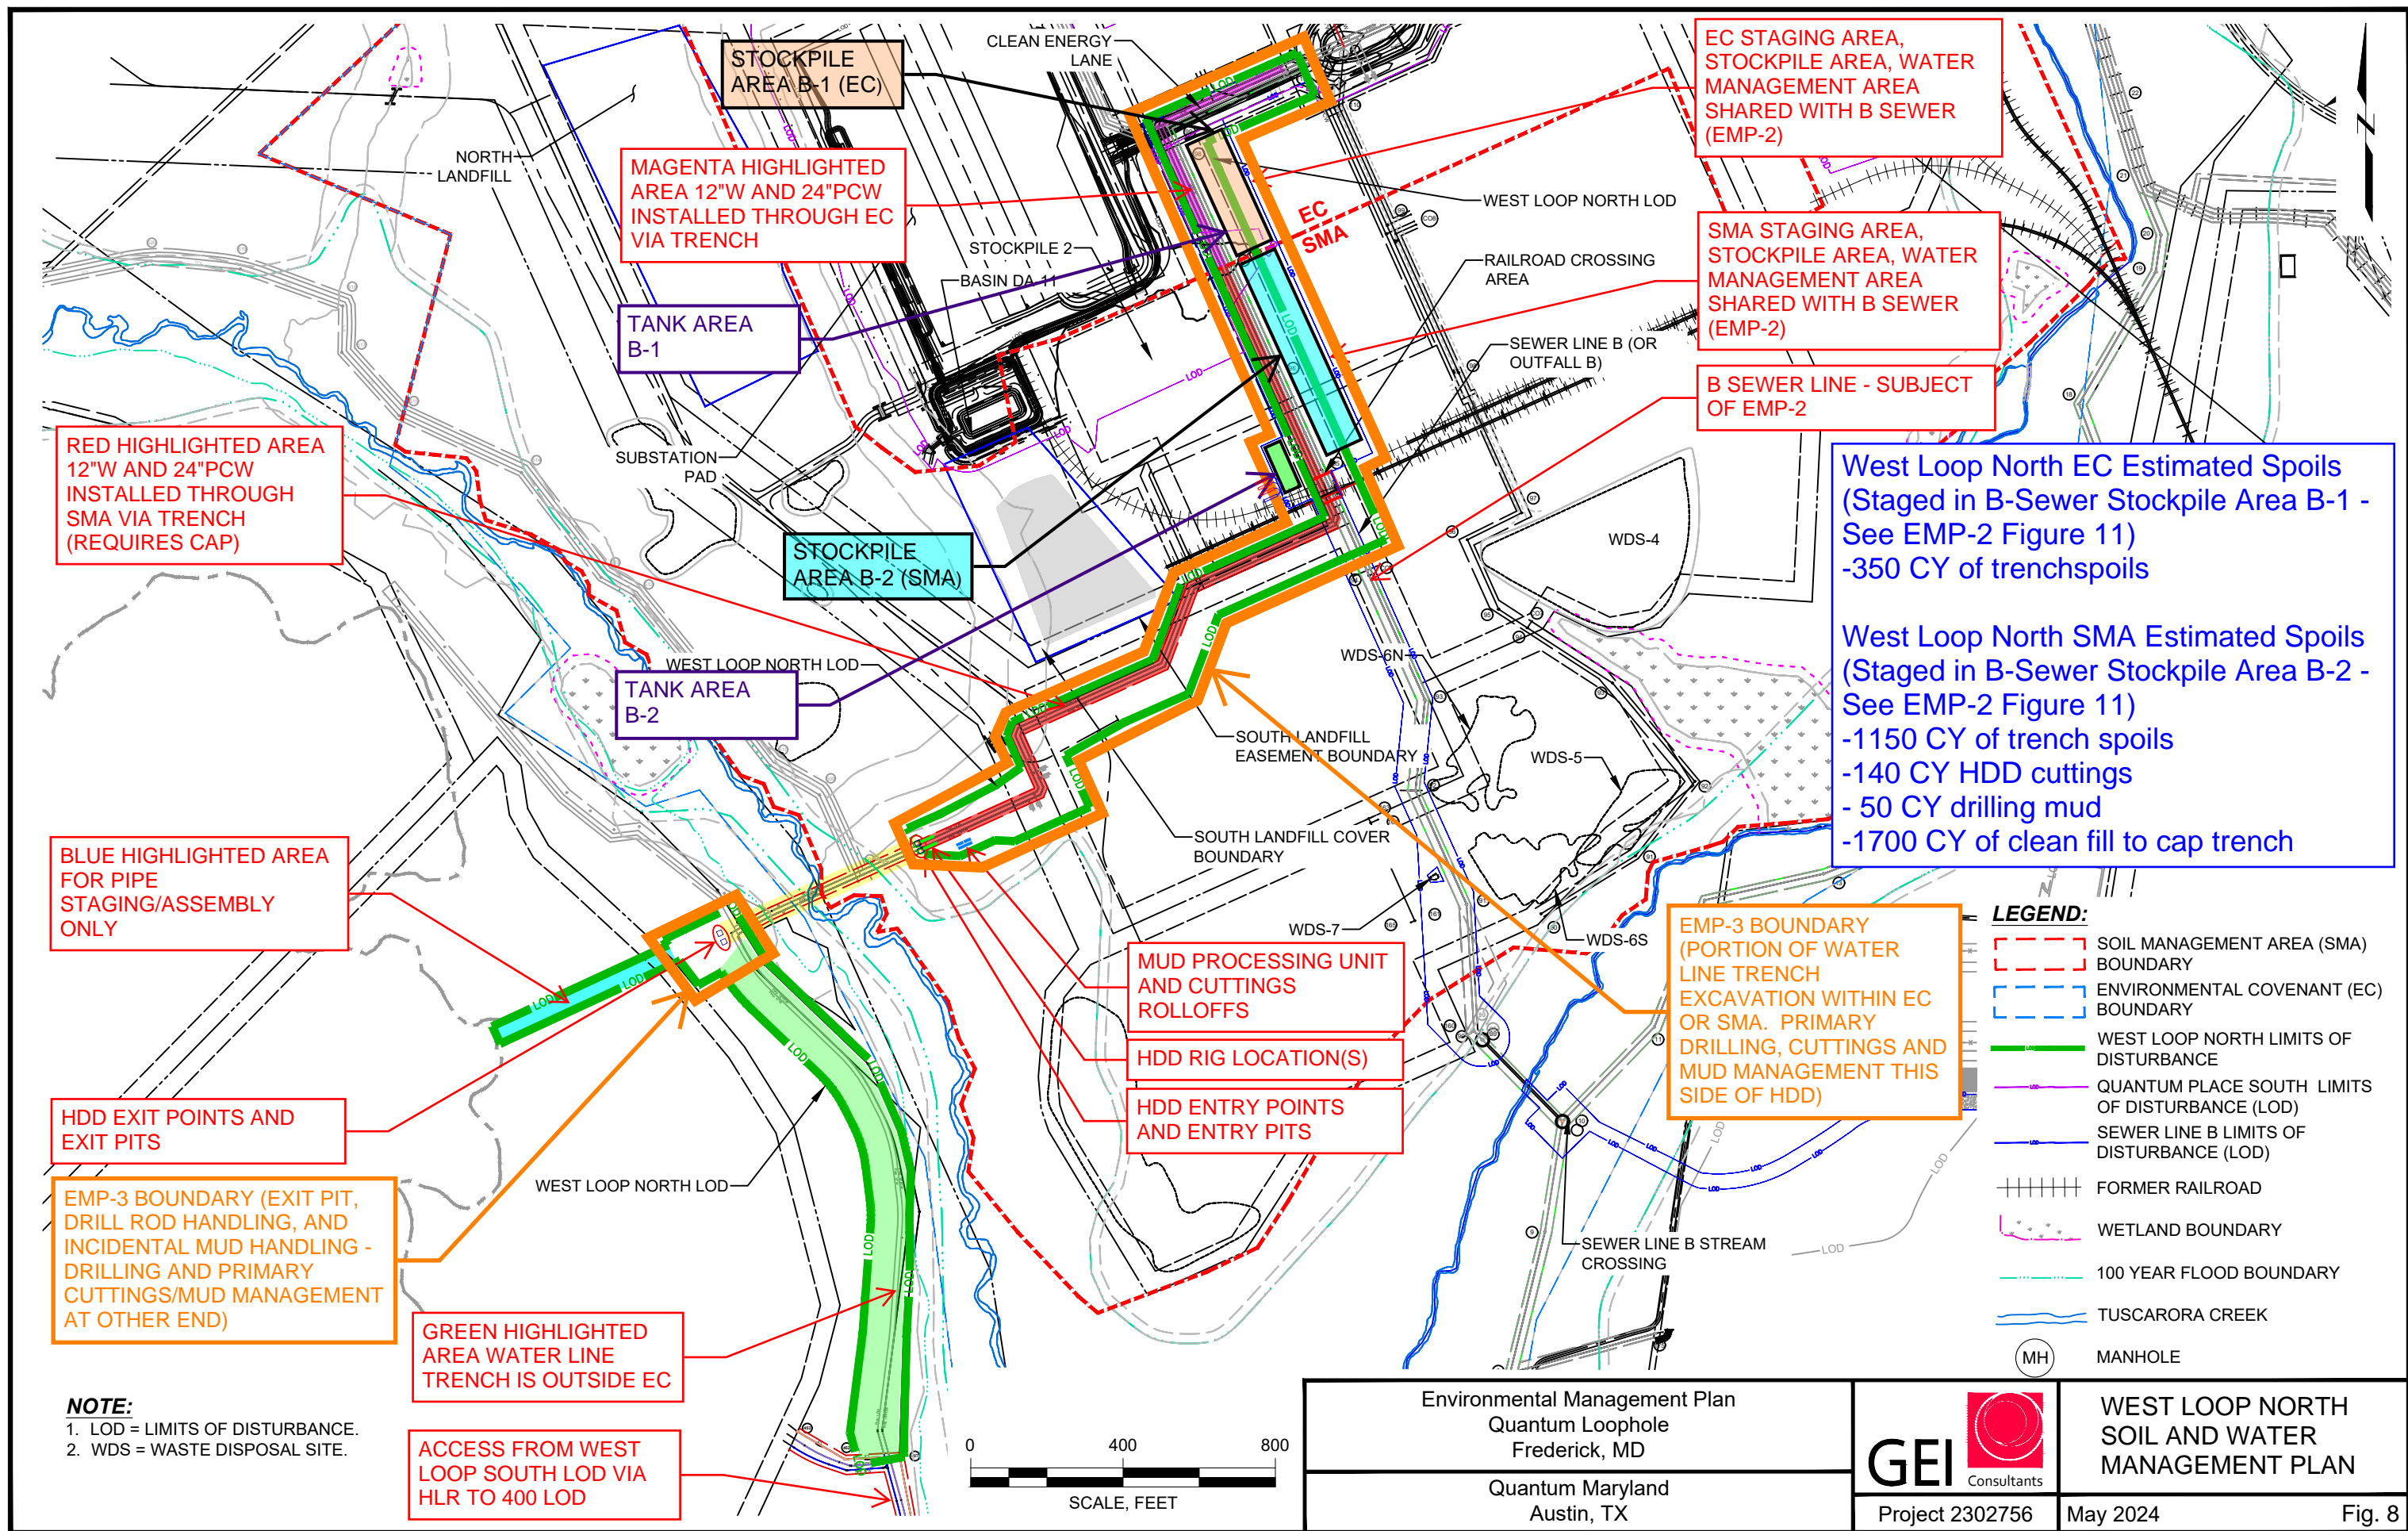 STOCKPILE
AREA B-1 (EC)
CLEAN ENERGY
LANE
EC STAGING AREA,
STOCKPILE AREA, WATER
MANAGEMENT AREA
SHARED WITH B SEWER
(EMP-2)
NORTH
LANDFILL
MAGENTA HIGHLIGHTED
AREA 12"W AND 24"PCW
INSTALLED THROUGH EC
VIA TRENCH
WEST LOOP NORTH LOD
EC
SMA
STOCKPILE 2
BASIN DA-11
SMA STAGING AREA,
STOCKPILE AREA, WATER
MANAGEMENT AREA
SHARED WITH B SEWER
(EMP-2)
RAILROAD CROSSING
AREA
TANK AREA
B-1
SEWER LINE B (OR
OUTFALL B)
B SEWER LINE - SUBJECT
OF EMP-2
RED HIGHLIGHTED AREA
12"W AND 24"PCW
INSTALLED THROUGH
SMA VIA TRENCH
(REQUIRES CAP)
SUBSTATION
PAD
STOCKPILE
AREA B-2 (SMA)
WDS-4
West Loop North EC Estimated Spoils
(Staged in B-Sewer Stockpile Area B-1 -
See EMP-2 Figure 11)
-350 CY of trenchspoils
West Loop North SMA Estimated Spoils
(Staged in B-Sewer Stockpile Area B-2 -
See EMP-2 Figure 11)
-1150 CY of trench spoils
-140 CY HDD cuttings
- 50 CY drilling mud
-1700 CY of clean fill to cap trench
WEST LOOP NORTH LOD
TANK AREA
B-2
WDS-6N
SOUTH LANDFILL
EASEMENT BOUNDARY
WDS-5
SOUTH LANDFILL COVER
BOUNDARY
BLUE HIGHLIGHTED AREA
FOR PIPE
STAGING/ASSEMBLY
ONLY
WDS-7
WDS-6S
MUD PROCESSING UNIT
AND CUTTINGS
ROLLOFFS
HDD RIG LOCATION(S)
HDD ENTRY POINTS
AND ENTRY PITS
EMP-3 BOUNDARY
(PORTION OF WATER
LINE TRENCH
EXCAVATION WITHIN EC
OR SMA. PRIMARY
DRILLING, CUTTINGS AND
MUD MANAGEMENT THIS
SIDE OF HDD)
HDD EXIT POINTS AND
EXIT PITS
EMP-3 BOUNDARY (EXIT PIT,
DRILL ROD HANDLING, AND
INCIDENTAL MUD HANDLING -
DRILLING AND PRIMARY
CUTTINGS/MUD MANAGEMENT
AT OTHER END)
WEST LOOP NORTH LOD
GREEN HIGHLIGHTED
AREA WATER LINE
TRENCH IS OUTSIDE EC
ACCESS FROM WEST
LOOP SOUTH LOD VIA
HLR TO 400 LOD
SEWER LINE B STREAM
CROSSING
LEGEND:
SOIL MANAGEMENT AREA (SMA)
BOUNDARY
ENVIRONMENTAL COVENANT (EC)
BOUNDARY
WEST LOOP NORTH LIMITS OF
DISTURBANCE
QUANTUM PLACE SOUTH LIMITS
OF DISTURBANCE (LOD)
SEWER LINE B LIMITS OF
DISTURBANCE (LOD)
FORMER RAILROAD
WETLAND BOUNDARY
100 YEAR FLOOD BOUNDARY
TUSCARORA CREEK
MH MANHOLE
NOTE:
1. LOD = LIMITS OF DISTURBANCE.
2. WDS = WASTE DISPOSAL SITE.
0 400 800
SCALE, FEET
Environmental Management Plan
Quantum Loophole
Frederick, MD
Quantum Maryland
Austin, TX
GEI
Consultants
Project 2302756
WEST LOOP NORTH
SOIL AND WATER
MANAGEMENT PLAN
May 2024 Fig. 8